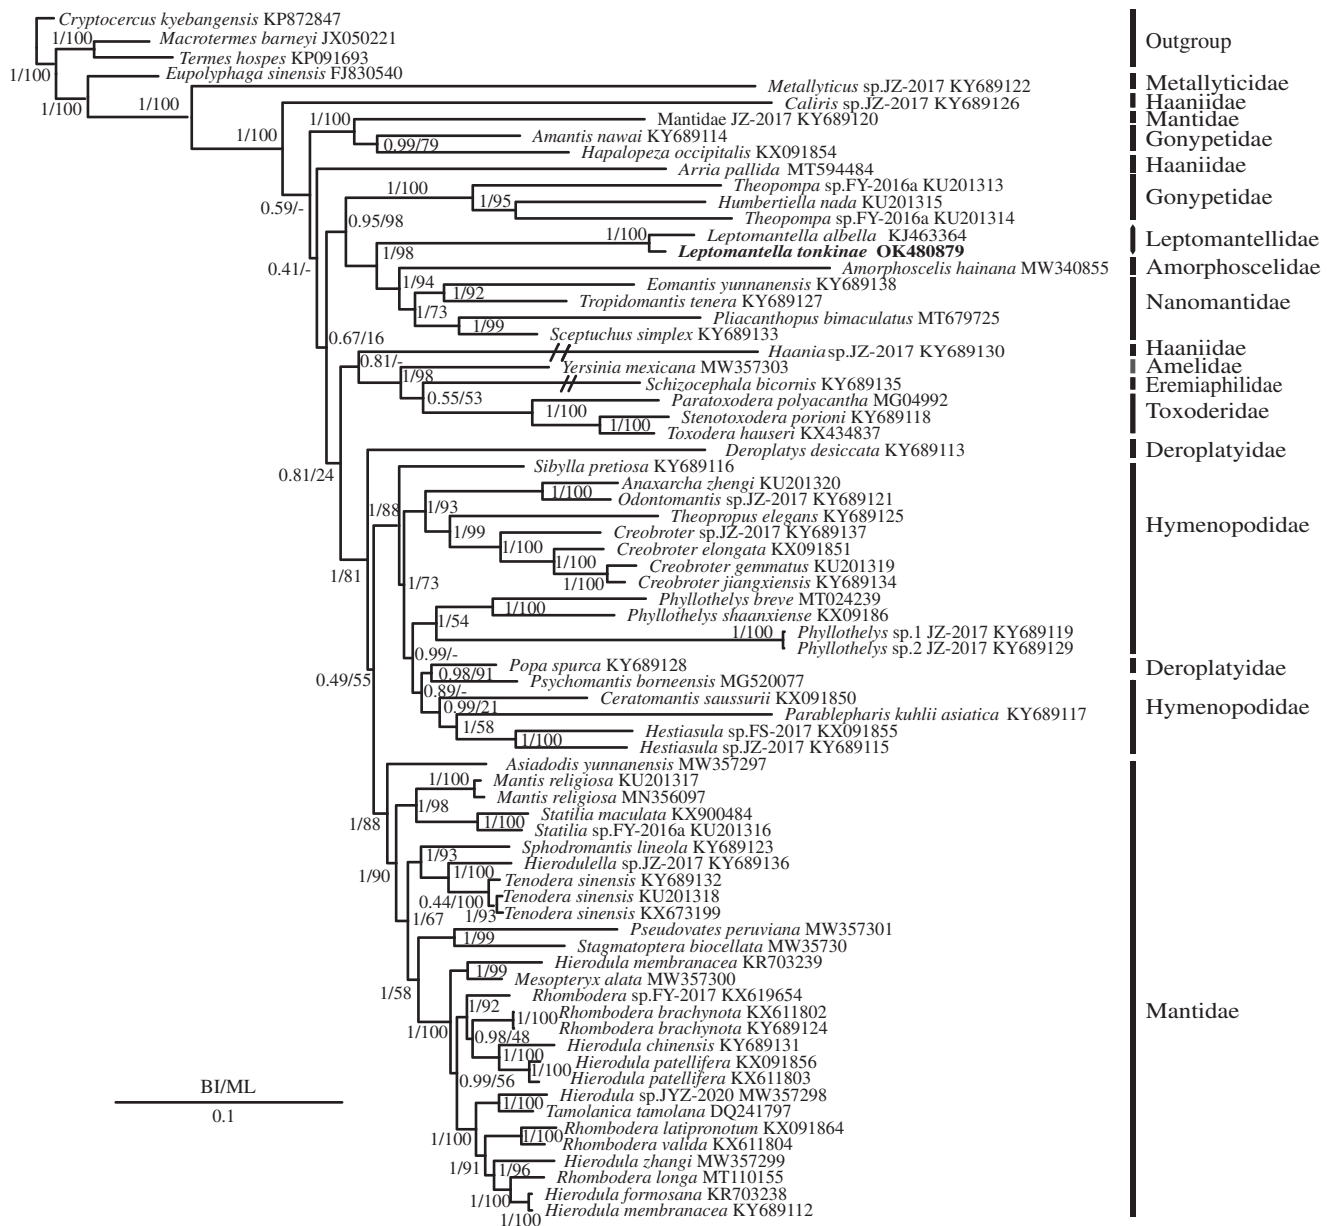 Cryptocercus kyebangensis KP872847
1/100
Macrotermes barneyi JX050221
Termes hospes KP091693
1/100
Eupolyphaga sinensis FJ830540
1/100
1/100
Metallyticus sp.JZ-2017 KY689122
Caliris sp.JZ-2017 KY689126
1/100
1/100
Mantidae JZ-2017 KY689120
Amantis nawai KY689114
0.99/79
Hapalopeza occipitalis KX091854
Arria pallida MT594484
0.59/-
1/100
Theopompa sp.FY-2016a KU201313
1/95
Humbertiella nada KU201315
0.95/98
Theopompa sp.FY-2016a KU201314
1/100
Leptomantella albella KJ463364
1/98
Leptomantella tonkinae OK480879
0.41/-
Amorphoscelis hainana MW340855
1/94
Eomantis yunnanensis KY689138
1/92
Tropidomantis tenera KY689127
1/73
Pliacanthopus bimaculatus MT679725
1/99
Sceptuchus simplex KY689133
0.67/16
Haania sp.JZ-2017 KY689130
0.81/-
Yersinia mexicana MW357303
1/98
Schizocephala bicornis KY689135
0.55/53
Paratoxodera polyacantha MG04992
1/100
Stenotoxodera porioni KY689118
1/100
Toxodera hauseri KX434837
Deroplatys desiccata KY689113
0.81/24
Sibylla pretiosa KY689116
Anaxarcha zhengi KU201320
1/100
Odontomantis sp.JZ-2017 KY689121
1/88
1/93
Theopropus elegans KY689125
1/99
Creobroter sp.JZ-2017 KY689137
1/100
Creobroter elongata KX091851
1/100
Creobroter gemmatus KU201319
1/100
Creobroter jiangxiensis KY689134
1/81
1/73
Phyllothelys breve MT024239
1/100
Phyllothelys shaanxiense KX09186
1/54
1/100
Phyllothelys sp.1 JZ-2017 KY689119
Phyllothelys sp.2 JZ-2017 KY689129
0.99/-
Popa spurca KY689128
0.98/91
Psychomantis borneensis MG520077
0.49/55
0.89/-
Ceratomantis saussurii KX091850
0.99/21
Parablepharis kuhlii asiatica KY689117
1/58
Hestiasula sp.FS-2017 KX091855
1/100
Hestiasula sp.JZ-2017 KY689115
Asiadodis yunnanensis MW357297
1/100
Mantis religiosa KU201317
Mantis religiosa MN356097
1/98
Statilia maculata KX900484
1/100
Statilia sp.FY-2016a KU201316
1/88
Sphodromantis lineola KY689123
1/93
Hierodulella sp.JZ-2017 KY689136
1/100
1/90
Tenodera sinensis KY689132
0.44/100
Tenodera sinensis KU201318
1/93
Tenodera sinensis KX673199
1/67
Pseudovates peruviana MW357301
1/99
Stagmatoptera biocellata MW35730
Hierodula membranacea KR703239
1/99
Mesopteryx alata MW357300
1/58
Rhombodera sp.FY-2017 KX619654
1/92
Rhombodera brachynota KX611802
1/100
Rhombodera brachynota KY689124
1/100
0.98/48
Hierodula chinensis KY689131
1/100
Hierodula patellifera KX091856
1/100
Hierodula patellifera KX611803
0.99/56
Hierodula sp.JYZ-2020 MW357298
1/100
Tamolanica tamolana DQ241797
Rhombodera latipronotum KX091864
1/100
1/100
Rhombodera valida KX611804
Hierodula zhangi MW357299
1/91
1/96
Rhombodera longa MT110155
1/100
Hierodula formosana KR703238
Hierodula membranacea KY689112
1/100
BI/ML
0.1
Outgroup
Metallyticidae
Haaniidae
Mantidae
Gonypetidae
Haaniidae
Gonypetidae
Leptomantellidae
Amorphoscelidae
Nanomantidae
Haaniidae
Amelidae
Eremiaphilidae
Toxoderidae
Deroplatyidae
Hymenopodidae
Deroplatyidae
Hymenopodidae
Mantidae